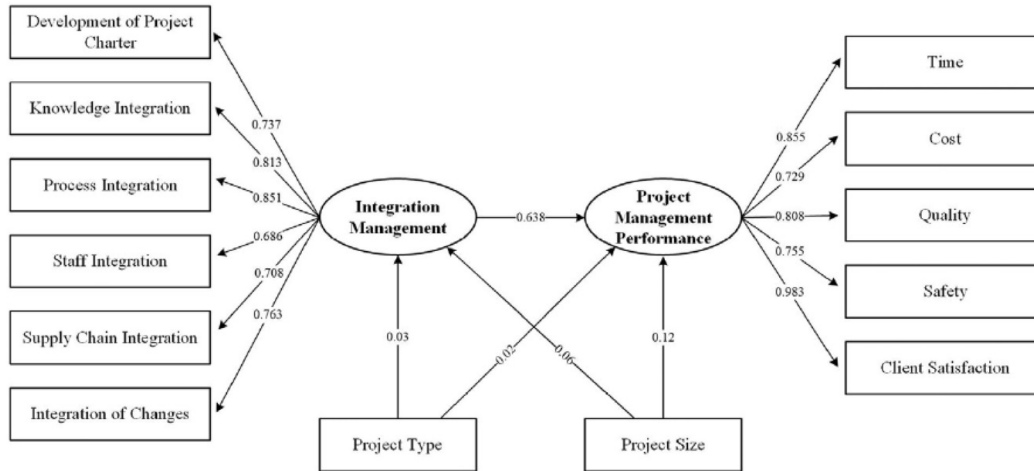 Development of Project
Charter
Knowledge Integration
Process Integration
Staff Integration
Supply Chain Integration
Integration of Changes
0.737
0.813
0.851
0.686
0.708
0.763
Integration
Management
0.638
Project
Management
Performance
0.855
0.729
0.808
0.755
0.983
Time
Cost
Quality
Safety
Client Satisfaction
0.03
0.02
0.06
0.12
Project Type
Project Size